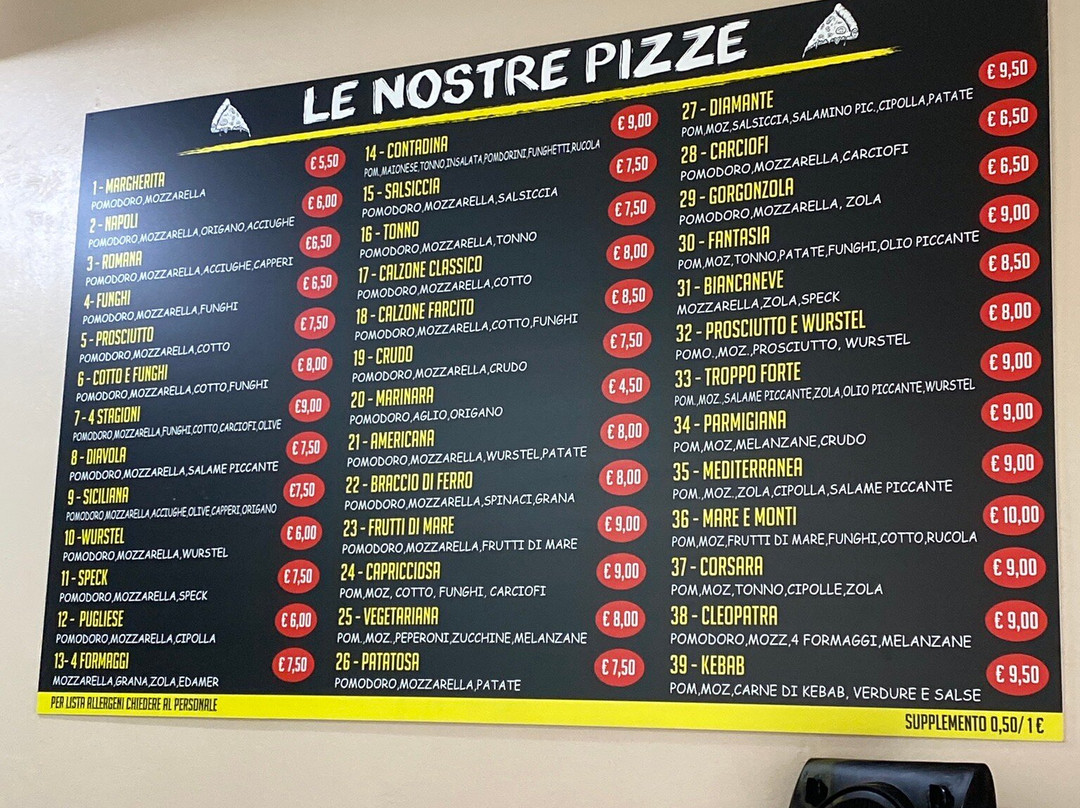 LE NOSTRE PIZZE
1 - MARGHERITA € 5,50
POMODORO,MOZZARELLA
2 - NAPOLI € 6,00
POMODORO,MOZZARELLA,ORIGANO,ACCIUGHE
3 - ROMANA €6,50
POMODORO,MOZZARELLA,ACCIUGHE,CAPPERI
4- FUNGHI € 6,50
POMODORO,MOZZARELLA,FUNGHI
5 - PROSCIUTTO € 7,50
POMODORO,MOZZARELLA,COTTO
6 - COTTO E FUNGHI € 8,00
POMODORO,MOZZARELLA,COTTO,FUNGHI
7 - 4 STAGIONI €9,00
POMODORO,MOZZARELLA,FUNGHI,COTTO,CARCIOFI,OLIVE
8 - DIAVOLA € 7,50
POMODORO,MOZZARELLA,SALAME PICCANTE
9 - SICILIANA €7,50
POMODORO,MOZZARELLA,ACCIUGHE,OLIVE,CAPPERI,ORIGANO
10 -WURSTEL € 6,00
POMODORO,MOZZARELLA,WURSTEL
11 - SPECK € 7,50
POMODORO,MOZZARELLA,SPECK
12 - PUGLIESE € 6,00
POMODORO,MOZZARELLA,CIPOLLA
13- 4 FORMAGGI € 7,50
MOZZARELLA,GRANA,ZOLA,EDAMER
14 - CONTADINA € 9,00
POM.,MAIONESE,TONNO,INSALATA,POMDORINI,FUNGHETTI,RUCOLA
15 - SALSICCIA € 7,50
POMODORO,MOZZARELLA,SALSICCIA
16 - TONNO € 7,50
POMODORO,MOZZARELLA,TONNO
17 - CALZONE CLASSICO € 8,00
POMODORO,MOZZARELLA,COTTO
18 - CALZONE FARCITO € 8,50
POMODORO,MOZZARELLA,COTTO,FUNGHI
19 - CRUDO € 7,50
POMODORO,MOZZARELLA,CRUDO
20 - MARINARA € 4,50
POMODORO,AGLIO,ORIGANO
21 - AMERICANA € 8,00
POMODORO,MOZZARELLA,WURSTEL,PATATE
22 - BRACCIO DI FERRO € 8,00
POMODORO,MOZZARELLA,SPINACI,GRANA
23 - FRUTTI DI MARE € 9,00
POMODORO,MOZZARELLA,FRUTTI DI MARE
24 - CAPRICCIOSA € 9,00
POM,MOZ, COTTO, FUNGHI, CARCIOFI
25 - VEGETARIANA € 8,00
POM.,MOZ.,PEPERONI,ZUCCHINE,MELANZANE
26 - PATATOSA € 7,50
POMODORO,MOZZARELLA,PATATE
27 - DIAMANTE € 9,50
POM,MOZ,SALSICCIA,SALAMINO PIC.,CIPOLLA,PATATE
28 - CARCIOFI € 6,50
POMODORO,MOZZARELLA,CARCIOFI
29 - GORGONZOLA € 6,50
POMODORO,MOZZARELLA, ZOLA
30 - FANTASIA € 9,00
POM,MOZ,TONNO,PATATE,FUNGHI,OLIO PICCANTE
31 - BIANCANEVE € 8,50
MOZZARELLA,ZOLA,SPECK
32 - PROSCIUTTO E WURSTEL € 8,00
POMO.,MOZ.,PROSCIUTTO, WURSTEL
33 - TROPPO FORTE € 9,00
POM.,MOZ.,SALAME PICCANTE,ZOLA,OLIO PICCANTE,WURSTEL
34 - PARMIGIANA € 9,00
POM,MOZ,MELANZANE,CRUDO
35 - MEDITERRANEA € 9,00
POM.,MOZ.,ZOLA,CIPOLLA,SALAME PICCANTE
36 - MARE E MONTI € 10,00
POM,MOZ,FRUTTI DI MARE,FUNGHI,COTTO,RUCOLA
37 - CORSARA € 9,00
POM,MOZ,TONNO,CIPOLLE,ZOLA
38 - CLEOPATRA € 9,00
POMODORO,MOZZ,4 FORMAGGI,MELANZANE
39 - KEBAB € 9,50
POM,MOZ,CARNE DI KEBAB, VERDURE E SALSE
PER LISTA ALLERGENI CHIEDERE AL PERSONALE
SUPPLEMENTO 0,50/ 1 €